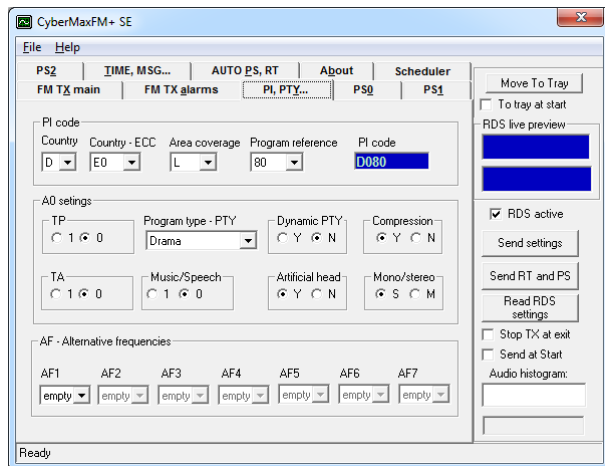 CyberMaxFM+ SE
File Help
PS2 TIME, MSG... AUTO PS, RT About Scheduler
FM TX main FM TX alarms PI, PTY... PS0 PS1
PI code
Country Country - ECC Area coverage Program reference PI code
D E0 L 80 D080
A0 setings
TP Program type - PTY Dynamic PTY Compression
1 0 Drama Y N Y N
TA Music/Speech Artificial head Mono/stereo
1 0 1 0 Y N S M
AF - Alternative frequencies
AF1 AF2 AF3 AF4 AF5 AF6 AF7
empty empty empty empty empty empty empty
Move To Tray
To tray at start
RDS live preview
RDS active
Send settings
Send RT and PS
Read RDS
settings
Stop TX at exit
Send at Start
Audio histogram:
Ready